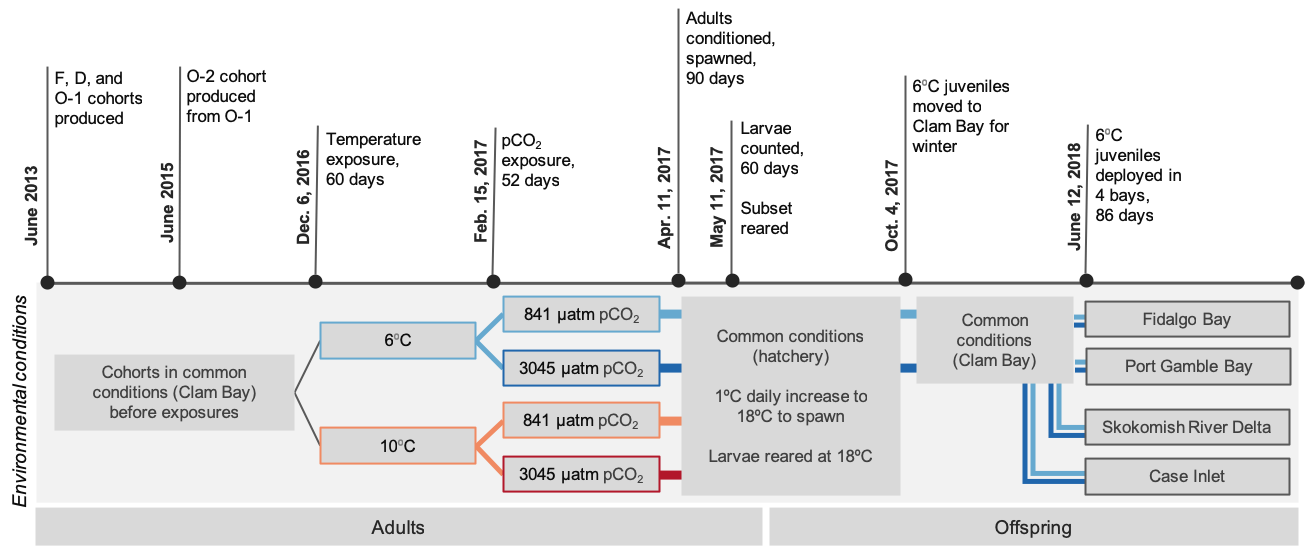 June 2013
F, D, and
O-1 cohorts
produced
June 2015
O-2 cohort
produced
from O-1
Dec. 6, 2016
Temperature
exposure,
60 days
Feb. 15, 2017
pCO₂
exposure,
52 days
Apr. 11, 2017
Adults
conditioned,
spawned,
90 days
May 11, 2017
Larvae
counted,
60 days
Subset
reared
Oct. 4, 2017
6°C juveniles
moved to
Clam Bay for
winter
June 12, 2018
6°C
juveniles
deployed in
4 bays,
86 days
Environmental conditions
Cohorts in common
conditions (Clam Bay)
before exposures
6°C
10°C
841 µatm pCO₂
3045 µatm pCO₂
841 µatm pCO₂
3045 µatm pCO₂
Common conditions
(hatchery)
1ºC daily increase to
18ºC to spawn
Larvae reared at 18ºC
Common
conditions
(Clam Bay)
Fidalgo Bay
Port Gamble Bay
Skokomish River Delta
Case Inlet
Adults
Offspring